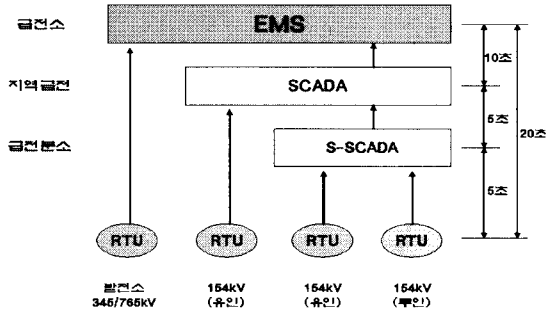 급전소
EMS
10초
지역급전
SCADA
5초
20초
급전분소
S-SCADA
5초
RTU
RTU
RTU
RTU
발전소
345/765kV
154kV
(유인)
154kV
(유인)
154kV
(무인)